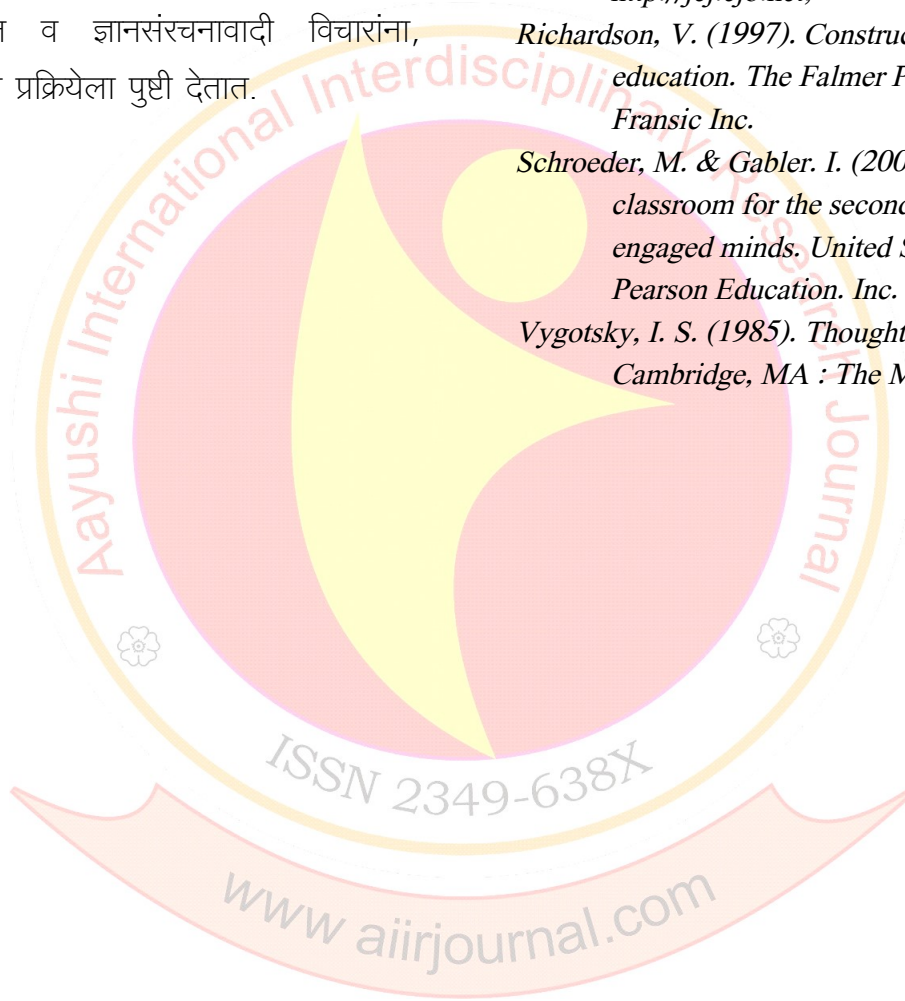 व ज्ञानसंरचनावादी विचारांना,
प्रक्रियेला पुष्टी देतात.
Richardson, V. (1997). Construc
education. The Falmer P
Fransic Inc.
Schroeder, M. & Gabler. I. (200
classroom for the second
engaged minds. United S
Pearson Education. Inc.
Vygotsky, I. S. (1985). Thought
Cambridge, MA : The M
Aayushi International Interdisciplinary Research Journal
ISSN 2349-638X
www aiirjournal.com